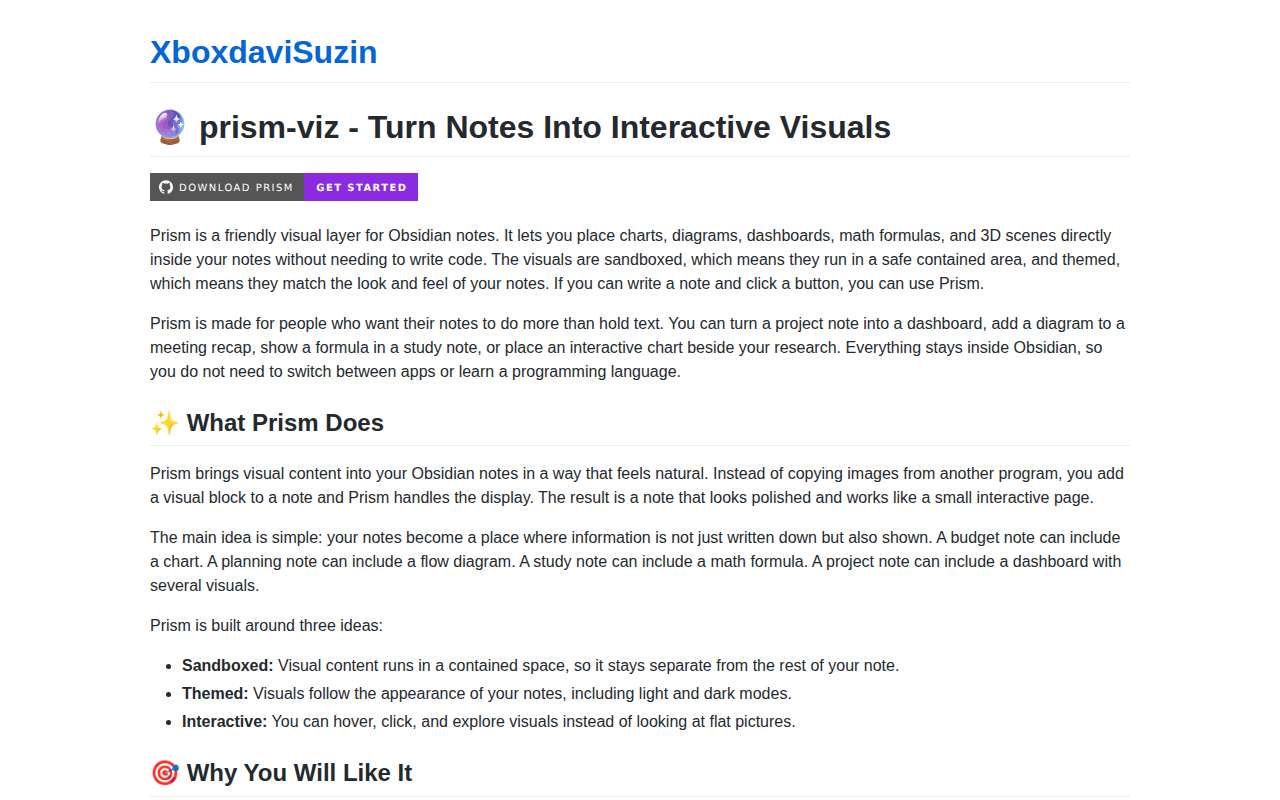 XboxdaviSuzin
🔮 prism-viz - Turn Notes Into Interactive Visuals
DOWNLOAD PRISM GET STARTED
Prism is a friendly visual layer for Obsidian notes. It lets you place charts, diagrams, dashboards, math formulas, and 3D scenes directly
inside your notes without needing to write code. The visuals are sandboxed, which means they run in a safe contained area, and themed,
which means they match the look and feel of your notes. If you can write a note and click a button, you can use Prism.
Prism is made for people who want their notes to do more than hold text. You can turn a project note into a dashboard, add a diagram to a
meeting recap, show a formula in a study note, or place an interactive chart beside your research. Everything stays inside Obsidian, so
you do not need to switch between apps or learn a programming language.
✨ What Prism Does
Prism brings visual content into your Obsidian notes in a way that feels natural. Instead of copying images from another program, you add
a visual block to a note and Prism handles the display. The result is a note that looks polished and works like a small interactive page.
The main idea is simple: your notes become a place where information is not just written down but also shown. A budget note can include
a chart. A planning note can include a flow diagram. A study note can include a math formula. A project note can include a dashboard with
several visuals.
Prism is built around three ideas:
• Sandboxed: Visual content runs in a contained space, so it stays separate from the rest of your note.
• Themed: Visuals follow the appearance of your notes, including light and dark modes.
• Interactive: You can hover, click, and explore visuals instead of looking at flat pictures.
🎯 Why You Will Like It